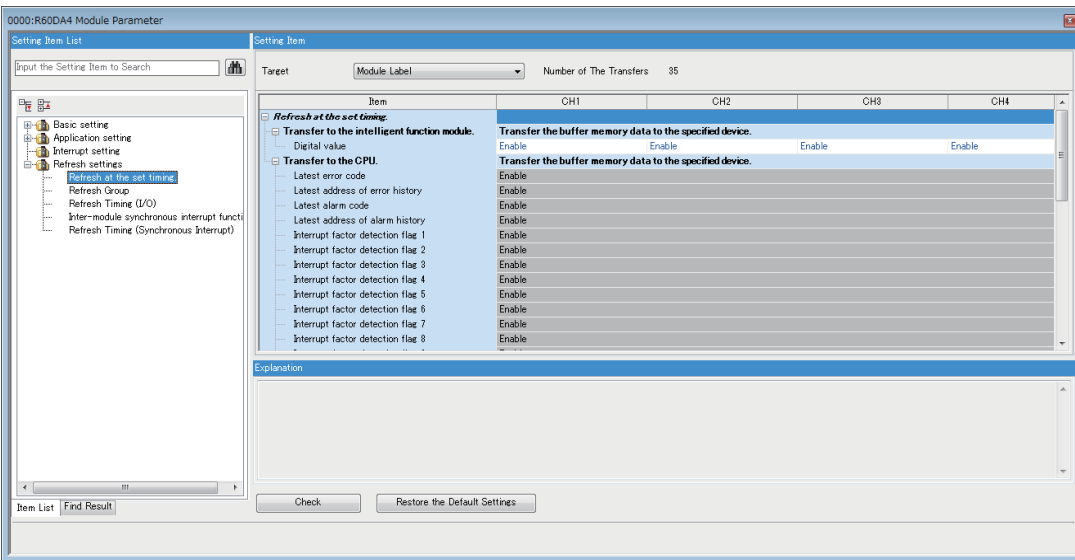 0000:R60DA4 Module Parameter
Setting Item List
Input the Setting Item to Search
Basic setting
Application setting
Interrupt setting
Refresh settings
Refresh at the set timing.
Refresh Group
Refresh Timing (I/O)
Inter-module synchronous interrupt functi
Refresh Timing (Synchronous Interrupt)
Item List Find Result
Setting Item
Target Module Label Number of The Transfers 35
Item CH1 CH2 CH3 CH4
Refresh at the set timing.
Transfer to the intelligent function module. Transfer the buffer memory data to the specified device.
Digital value Enable Enable Enable Enable
Transfer to the CPU. Transfer the buffer memory data to the specified device.
Latest error code Enable
Latest address of error history Enable
Latest alarm code Enable
Latest address of alarm history Enable
Interrupt factor detection flag 1 Enable
Interrupt factor detection flag 2 Enable
Interrupt factor detection flag 3 Enable
Interrupt factor detection flag 4 Enable
Interrupt factor detection flag 5 Enable
Interrupt factor detection flag 6 Enable
Interrupt factor detection flag 7 Enable
Interrupt factor detection flag 8 Enable
Explanation
Check Restore the Default Settings